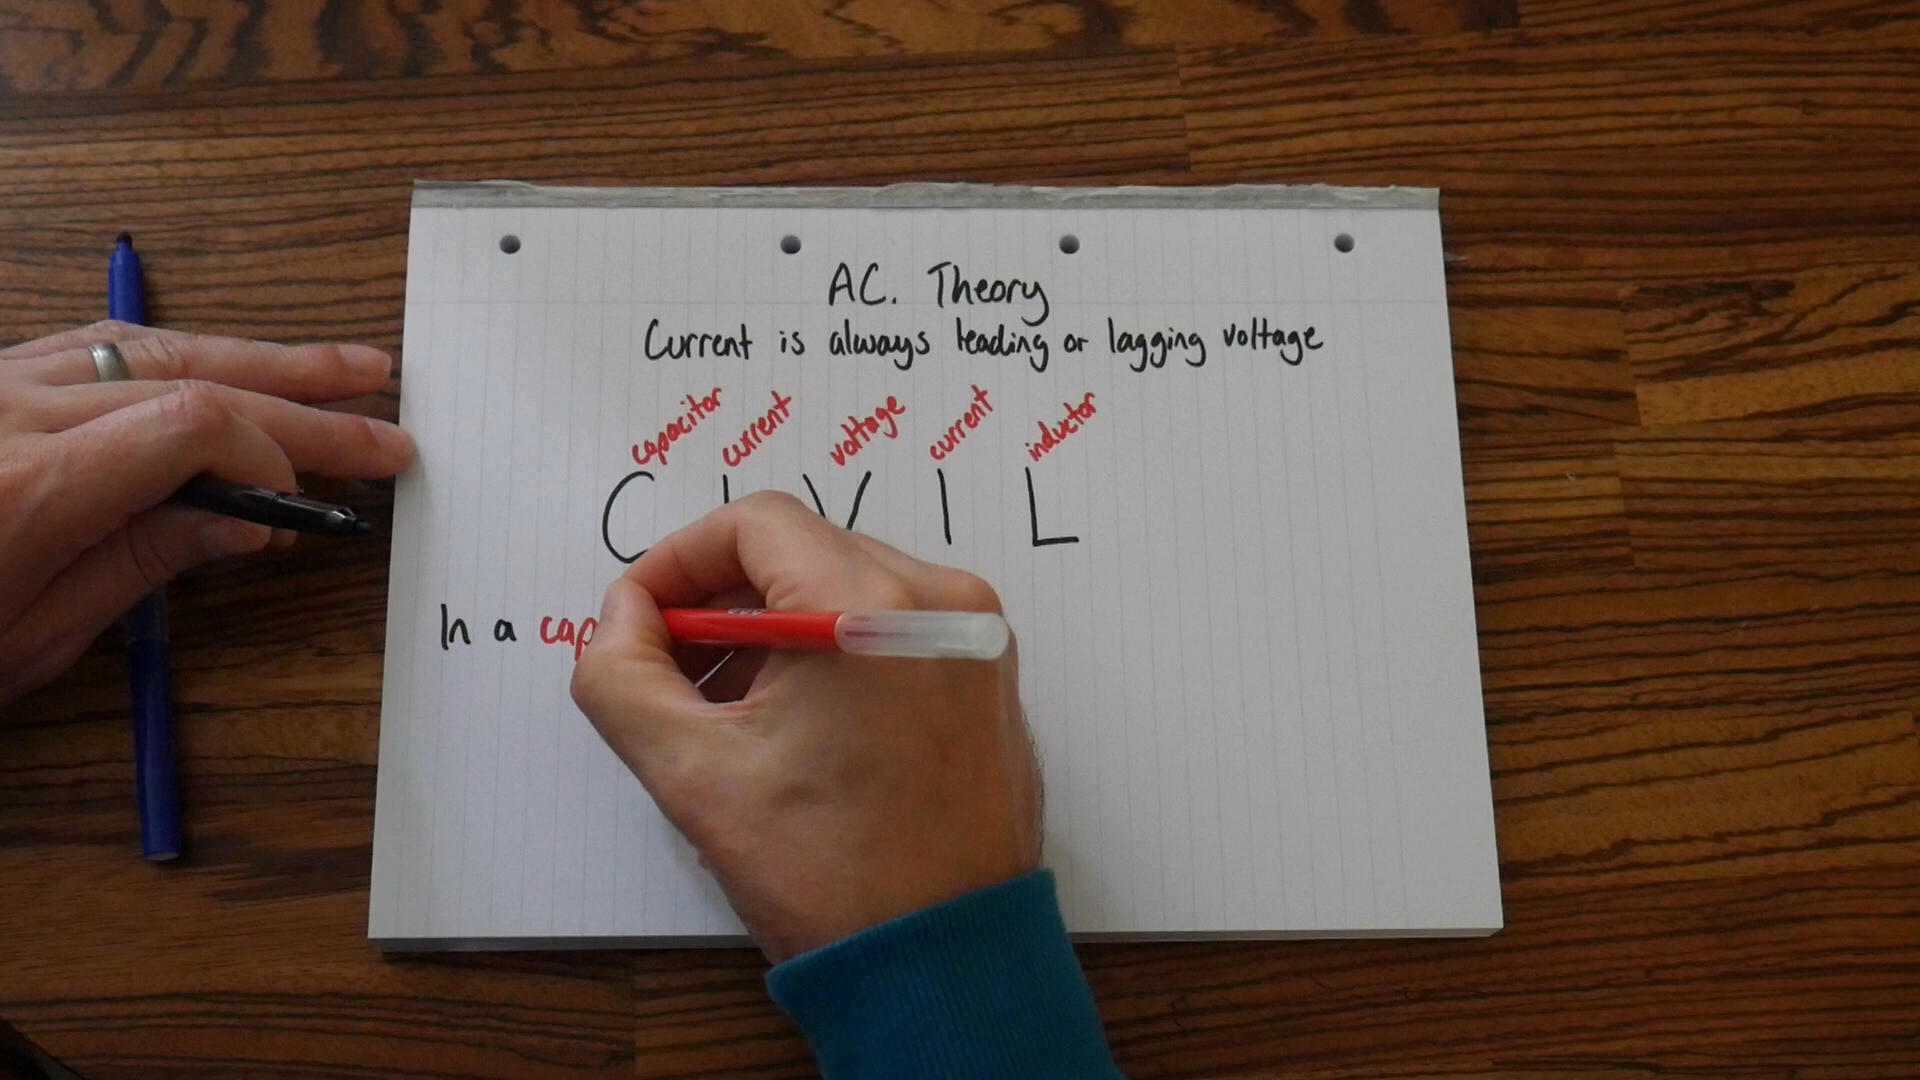 AC. Theory
Current is always leading or lagging voltage
capacitor current voltage current inductor
C I V I L
In a cap